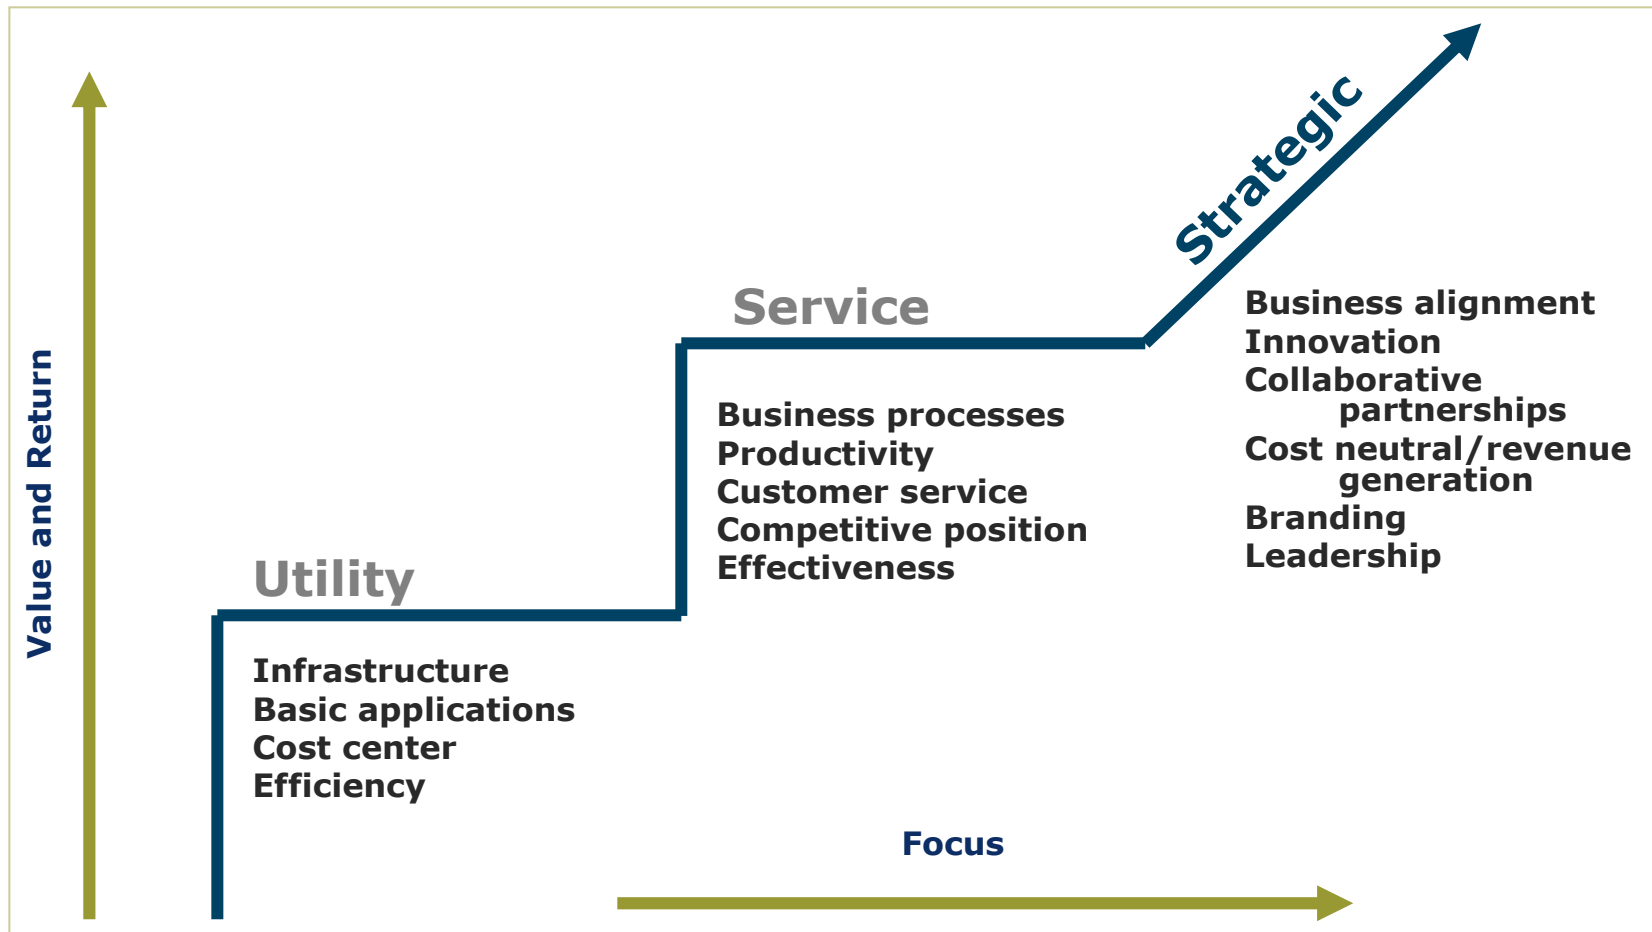 Value and Return
Utility
Infrastructure
Basic applications
Cost center
Efficiency
Service
Business processes
Productivity
Customer service
Competitive position
Effectiveness
Strategic
Business alignment
Innovation
Collaborative
partnerships
Cost neutral/revenue
generation
Branding
Leadership
Focus